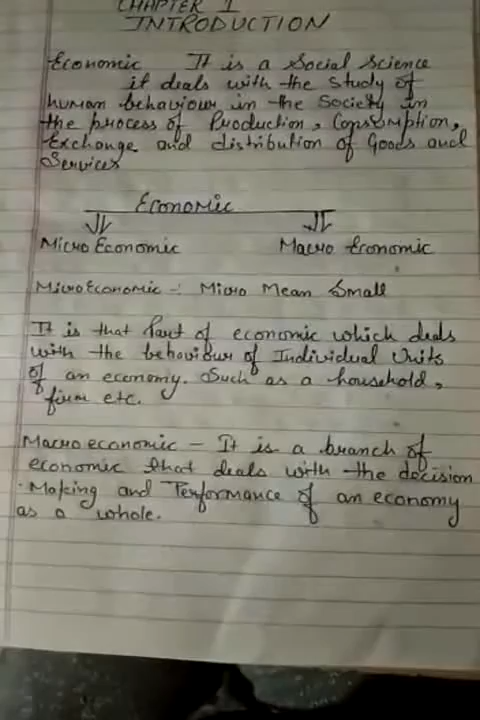 CHAPTER 1
INTRODUCTION
Economic It is a Social Science
it deals with the study of
human behaviour in the Society in
the process of Production, Consumption,
Exchange and distribution of Goods and
Services
Economic
Micro Economic Macro Economic
Micro Economic :- Micro Mean Small
It is that Part of economic which deals
with the behaviour of Individual Units
of an economy. Such as a household,
firm etc.
Macro economic - It is a branch of
economic that deals with the decision
Making and Performance of an economy
as a whole.